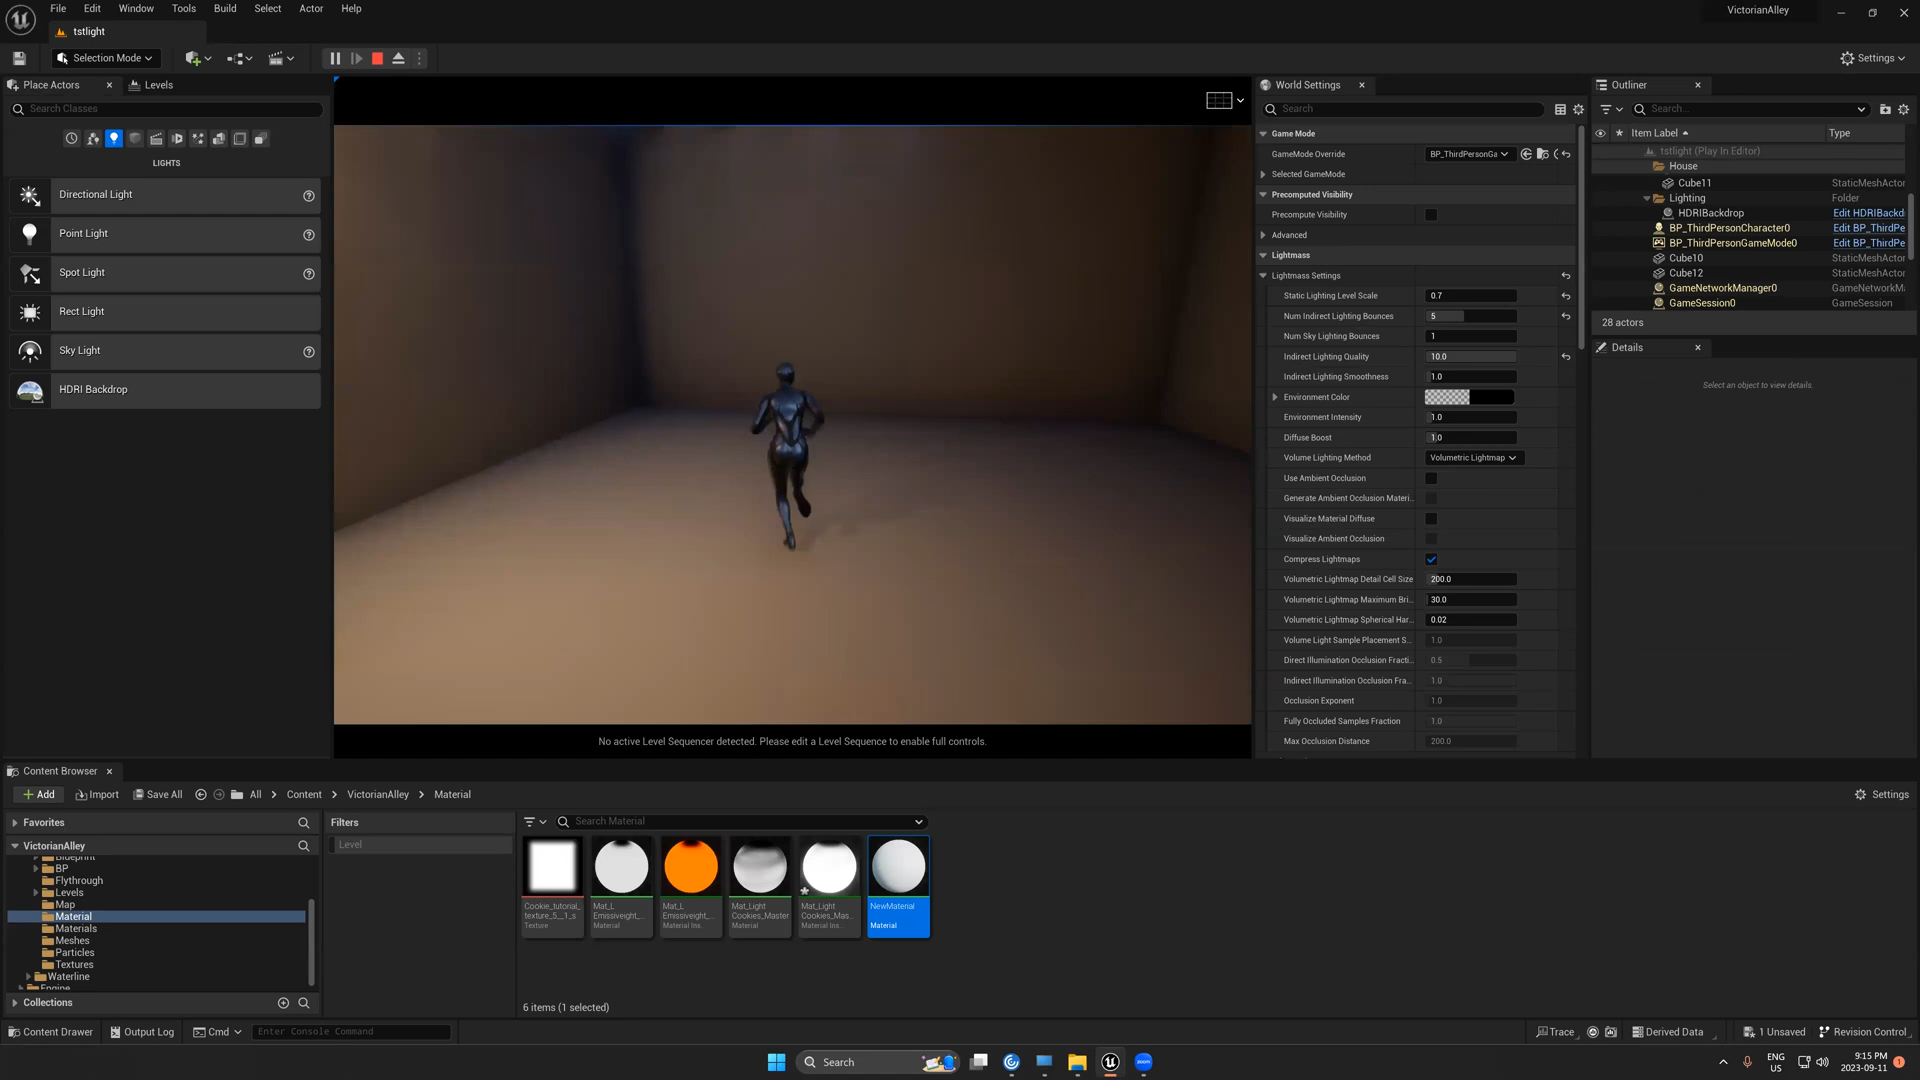 File Edit Window Tools Build Select Actor Help
VictorianAlley
tstlight
Selection Mode
Settings
Place Actors
Levels
Search Classes
LIGHTS
Directional Light
Point Light
Spot Light
Rect Light
Sky Light
HDRI Backdrop
No active Level Sequencer detected. Please edit a Level Sequence to enable full controls.
World Settings
Search
Game Mode
GameMode Override BP_ThirdPersonGa
Selected GameMode
Precomputed Visibility
Precompute Visibility
Advanced
Lightmass
Lightmass Settings
Static Lighting Level Scale 0.7
Num Indirect Lighting Bounces 5
Num Sky Lighting Bounces 1
Indirect Lighting Quality 10.0
Indirect Lighting Smoothness 1.0
Environment Color
Environment Intensity 1.0
Diffuse Boost 1.0
Volume Lighting Method Volumetric Lightmap
Use Ambient Occlusion
Generate Ambient Occlusion Materi...
Visualize Material Diffuse
Visualize Ambient Occlusion
Compress Lightmaps
Volumetric Lightmap Detail Cell Size 200.0
Volumetric Lightmap Maximum Bri... 30.0
Volumetric Lightmap Spherical Har... 0.02
Volume Light Sample Placement S... 1.0
Direct Illumination Occlusion Fracti... 0.5
Indirect Illumination Occlusion Fra... 1.0
Occlusion Exponent 1.0
Fully Occluded Samples Fraction 1.0
Max Occlusion Distance 200.0
Outliner
Search...
Item Label Type
tstlight (Play In Editor)
House
Cube11 StaticMeshActor
Lighting Folder
HDRIBackdrop Edit HDRIBackd
BP_ThirdPersonCharacter0 Edit BP_ThirdPe
BP_ThirdPersonGameMode0 Edit BP_ThirdPe
Cube10 StaticMeshActor
Cube12 StaticMeshActor
GameNetworkManager0 GameNetworkMa
GameSession0 GameSession
28 actors
Details
Select an object to view details.
Content Browser
Add Import Save All All Content VictorianAlley Material
Settings
Favorites
VictorianAlley
Blueprint
BP
Flythrough
Levels
Map
Material
Materials
Meshes
Particles
Textures
Waterline
Engine
Collections
Filters
Level
Search Material
Cookie_tutorial_
texture_5__1_s
Texture
Mat_L
Emissiveight_...
Material
Mat_L
Emissiveight_...
Material Ins..
Mat_Light
Cookies_Master
Material
Mat_Light
Cookies_Mas..
Material Ins..
NewMaterial
Material
6 items (1 selected)
Content Drawer Output Log Cmd Enter Console Command
Trace Derived Data 1 Unsaved Revision Control
Search
zoom
ENG
US
9:15 PM
2023-09-11
1